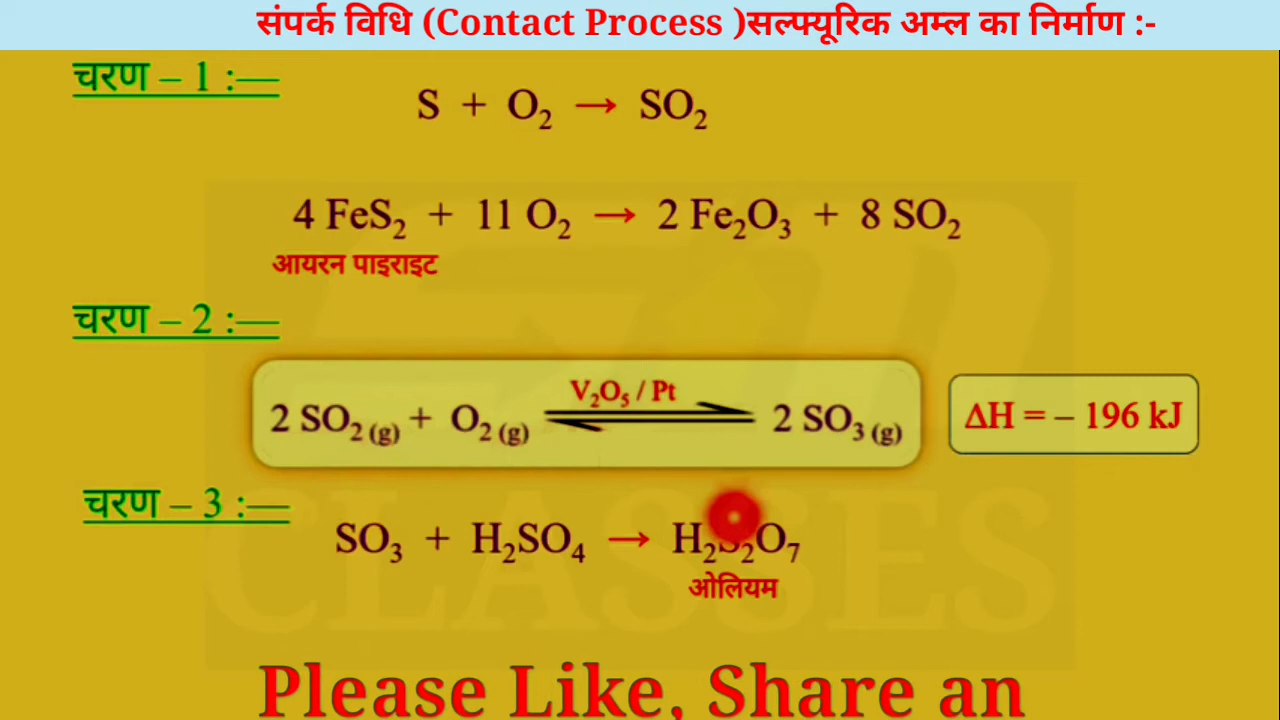 संपर्क विधि (Contact Process )सल्फ्यूरिक अम्ल का निर्माण :-
चरण – 1 :—
S + O₂ → SO₂
4 FeS₂ + 11 O₂ → 2 Fe₂O₃ + 8 SO₂
आयरन पाइराइट
चरण – 2 :—
V₂O₅ / Pt
2 SO₂ (g) + O₂ (g) ⇌ 2 SO₃ (g) ΔH = – 196 kJ
चरण – 3 :—
SO₃ + H₂SO₄ → H₂S₂O₇
ओलियम
CLASSES
Please Like, Share an